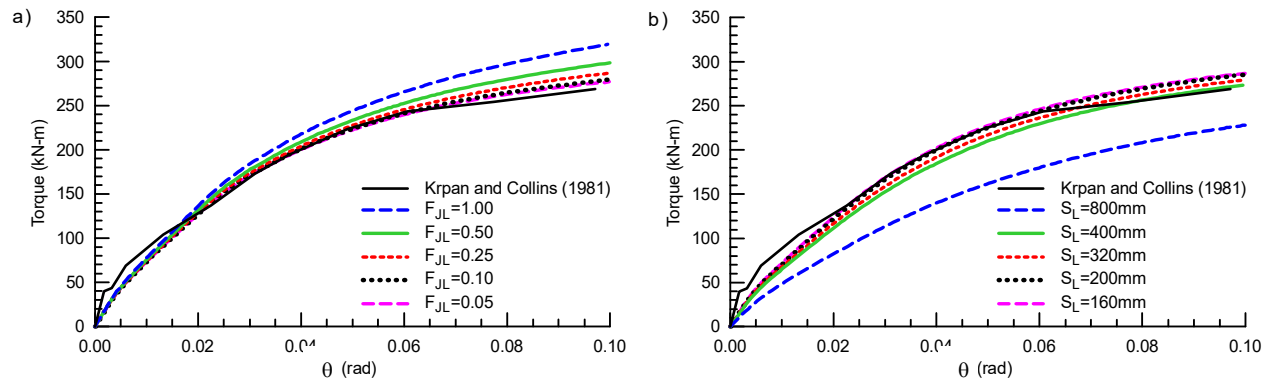 a)
350
300
250
200
150
100
50
0
Torque (kN-m)
Krpan and Collins (1981)
F_JL=1.00
F_JL=0.50
F_JL=0.25
F_JL=0.10
F_JL=0.05
0.00 0.02 0.04 0.06 0.08 0.10
θ (rad)
b)
350
300
250
200
150
100
50
0
Torque (kN-m)
Krpan and Collins (1981)
S_L=800mm
S_L=400mm
S_L=320mm
S_L=200mm
S_L=160mm
0.00 0.02 0.04 0.06 0.08 0.10
θ (rad)